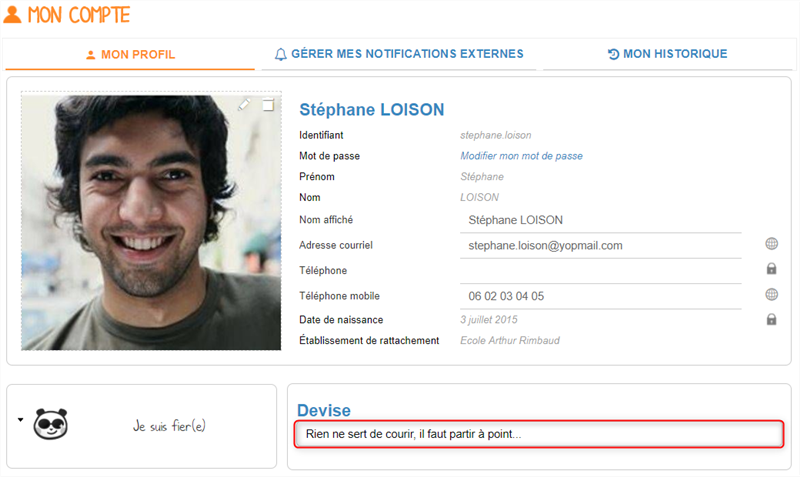 MON COMPTE
MON PROFIL
GÉRER MES NOTIFICATIONS EXTERNES
MON HISTORIQUE
Stéphane LOISON
Identifiant stephane.loison
Mot de passe Modifier mon mot de passe
Prénom Stéphane
Nom LOISON
Nom affiché Stéphane LOISON
Adresse courriel stephane.loison@yopmail.com
Téléphone
Téléphone mobile 06 02 03 04 05
Date de naissance 3 juillet 2015
Établissement de rattachement Ecole Arthur Rimbaud
Je suis fier(e)
Devise
Rien ne sert de courir, il faut partir à point...